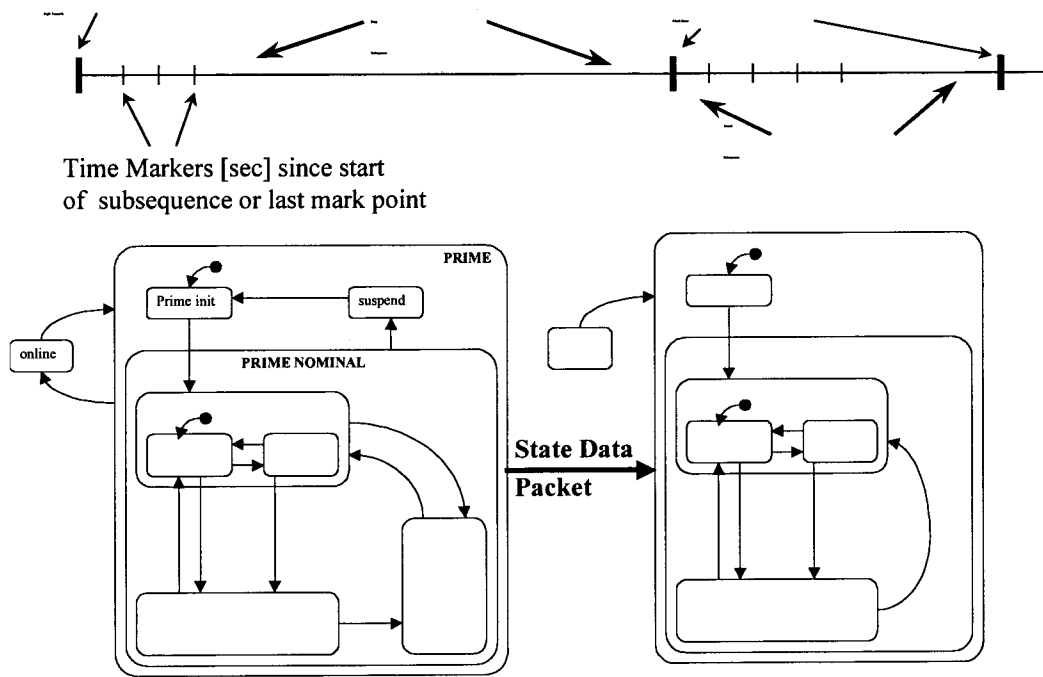 Time Markers [sec] since start
of subsequence or last mark point
PRIME
Prime init
suspend
online
PRIME NOMINAL
State Data
Packet